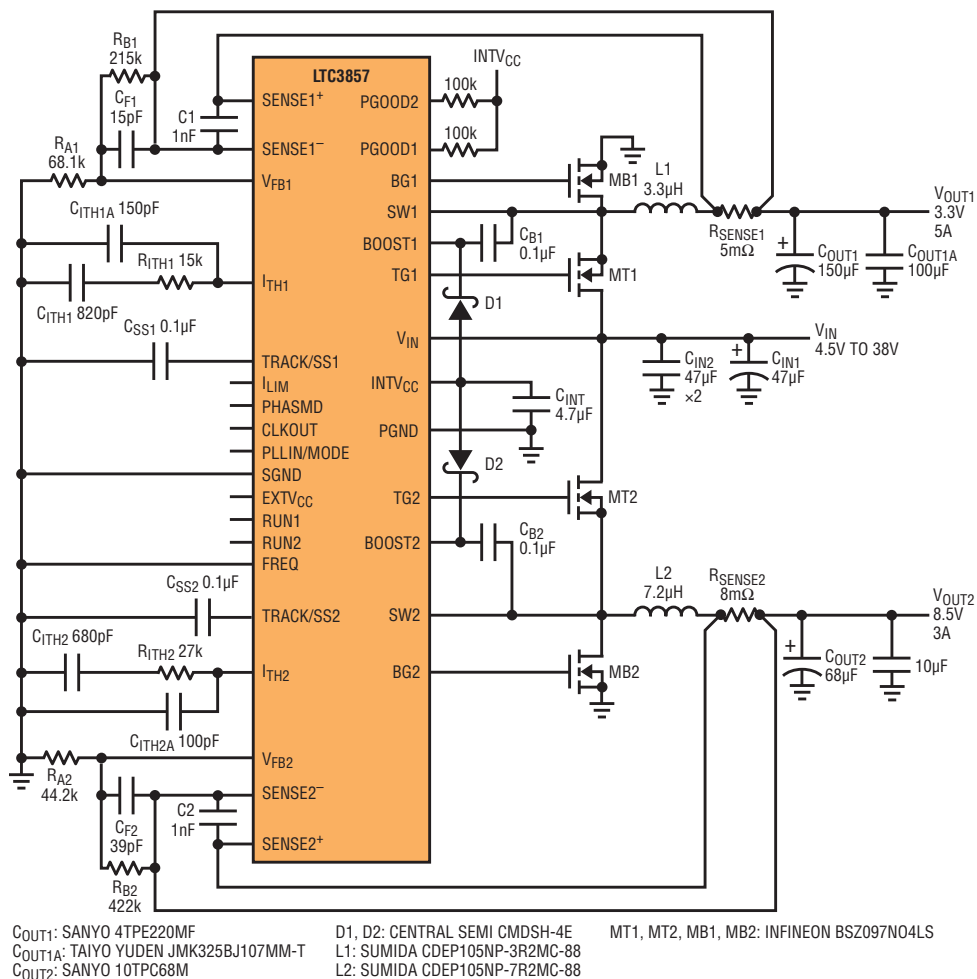 RB1
215k
CF1
15pF
RA1
68.1k
CITH1A 150pF
RITH1 15k
CITH1 820pF
CSS1 0.1µF
C1
1nF
LTC3857
SENSE1+
SENSE1–
VFB1
ITH1
TRACK/SS1
ILIM
PHASMD
CLKOUT
PLLIN/MODE
SGND
EXTVCC
RUN1
RUN2
FREQ
TRACK/SS2
ITH2
VFB2
SENSE2–
SENSE2+
PGOOD2
PGOOD1
BG1
SW1
BOOST1
TG1
VIN
INTVCC
PGND
TG2
BOOST2
SW2
BG2
INTVCC
100k
100k
MB1
L1
3.3µH
CB1
0.1µF
MT1
D1
RSENSE1
5mΩ
VOUT1
3.3V
5A
+
COUT1
150µF
COUT1A
100µF
VIN
4.5V TO 38V
CIN2
47µF
×2
+
CIN1
47µF
CINT
4.7µF
D2
MT2
CB2
0.1µF
L2
7.2µH
RSENSE2
8mΩ
VOUT2
8.5V
3A
MB2
+
COUT2
68µF
10µF
CSS2 0.1µF
CITH2 680pF
RITH2 27k
CITH2A 100pF
RA2
44.2k
CF2
39pF
RB2
422k
C2
1nF
COUT1: SANYO 4TPE220MF
COUT1A: TAIYO YUDEN JMK325BJ107MM-T
COUT2: SANYO 10TPC68M
D1, D2: CENTRAL SEMI CMDSH-4E
L1: SUMIDA CDEP105NP-3R2MC-88
L2: SUMIDA CDEP105NP-7R2MC-88
MT1, MT2, MB1, MB2: INFINEON BSZ097NO4LS